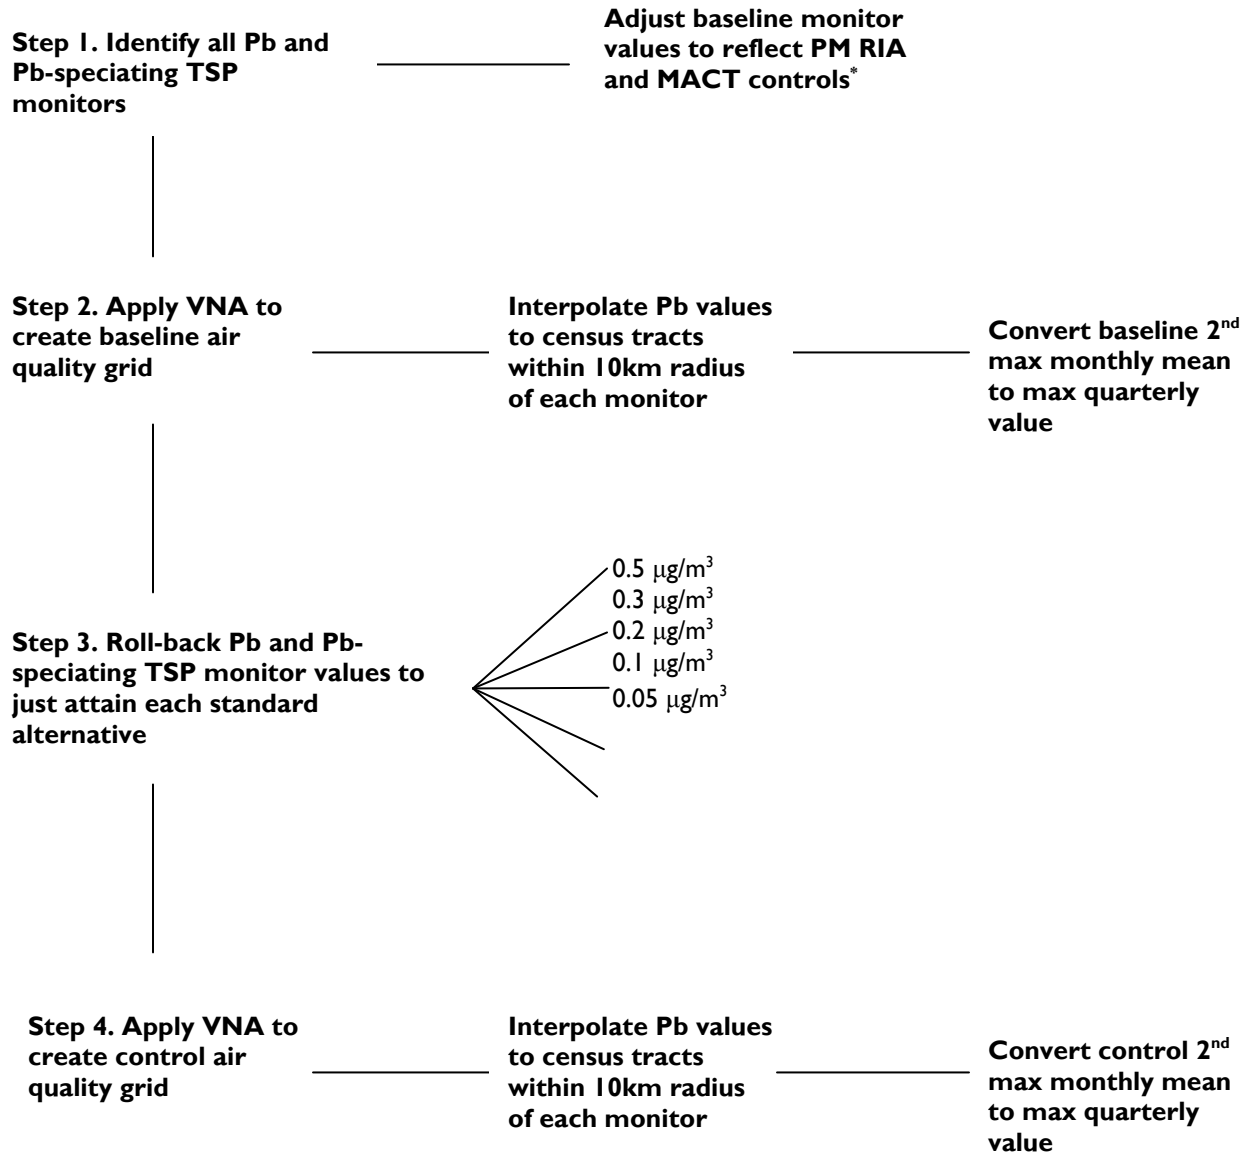 Step 1. Identify all Pb and
Pb-speciating TSP
monitors
Adjust baseline monitor
values to reflect PM RIA
and MACT controls*
Step 2. Apply VNA to
create baseline air
quality grid
Interpolate Pb values
to census tracts
within 10km radius
of each monitor
Convert baseline 2nd
max monthly mean
to max quarterly
value
Step 3. Roll-back Pb and Pb-
speciating TSP monitor values to
just attain each standard
alternative
0.5 µg/m³
0.3 µg/m³
0.2 µg/m³
0.1 µg/m³
0.05 µg/m³
Step 4. Apply VNA to
create control air
quality grid
Interpolate Pb values
to census tracts
within 10km radius
of each monitor
Convert control 2nd
max monthly mean
to max quarterly
value